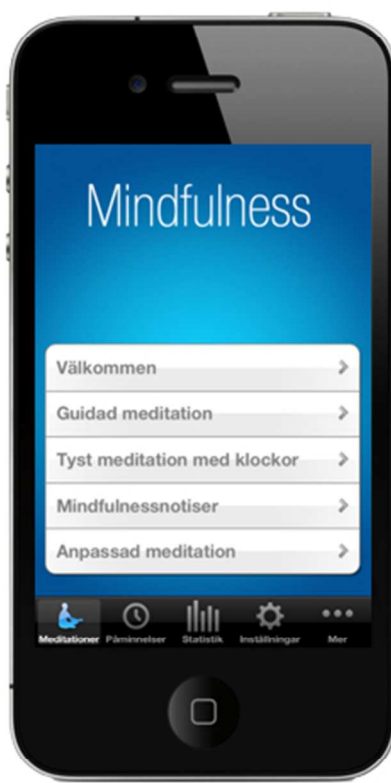 Mindfulness
Välkommen
Guidad meditation
Tyst meditation med klockor
Mindfulnessnotiser
Anpassad meditation
Meditationer Påminnelser Statistik Inställningar Mer